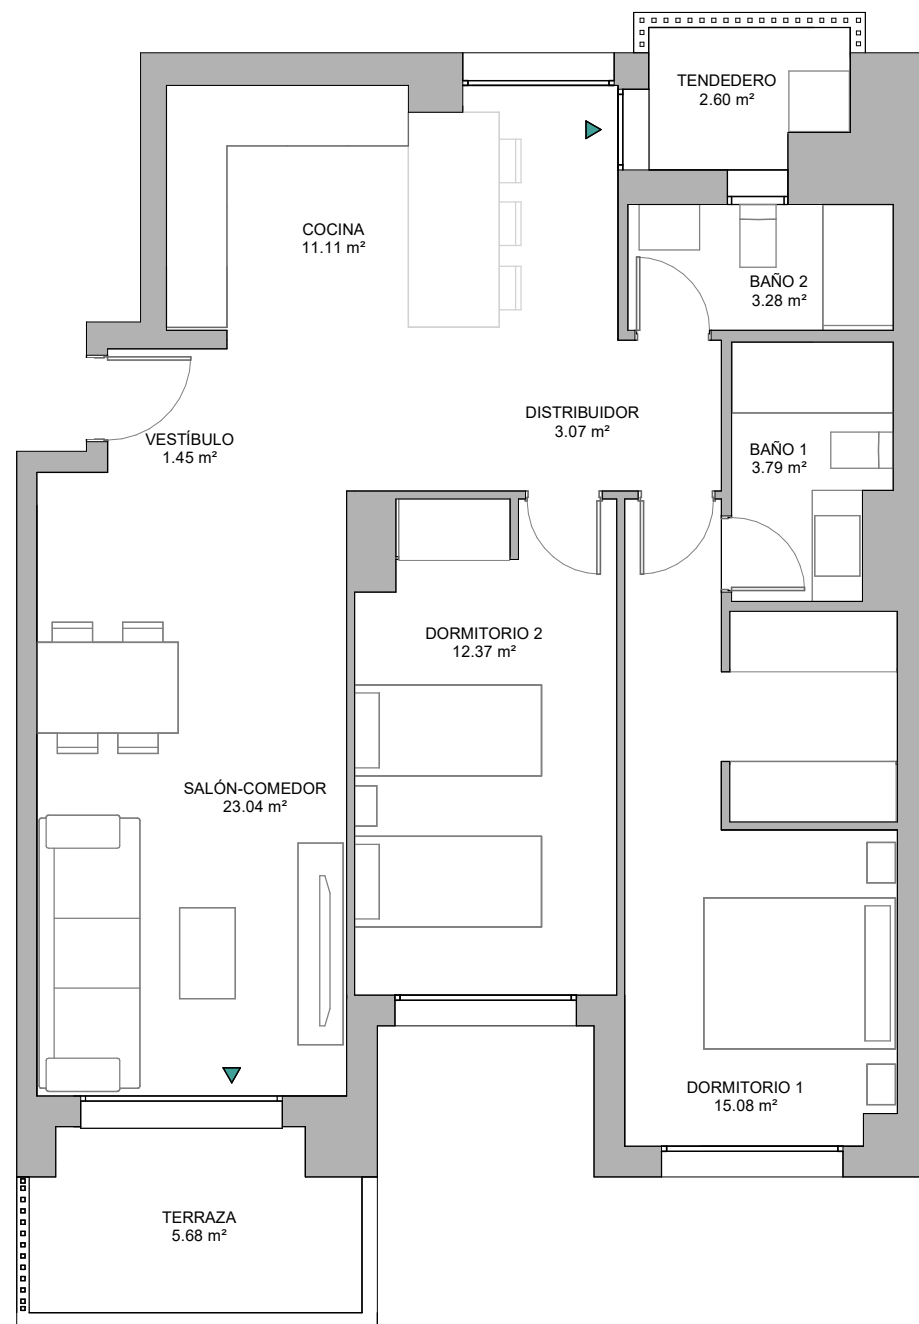 TENDEDERO
2.60 m²
COCINA
11.11 m²
BAÑO 2
3.28 m²
DISTRIBUIDOR
3.07 m²
VESTÍBULO
1.45 m²
BAÑO 1
3.79 m²
DORMITORIO 2
12.37 m²
SALÓN-COMEDOR
23.04 m²
DORMITORIO 1
15.08 m²
TERRAZA
5.68 m²